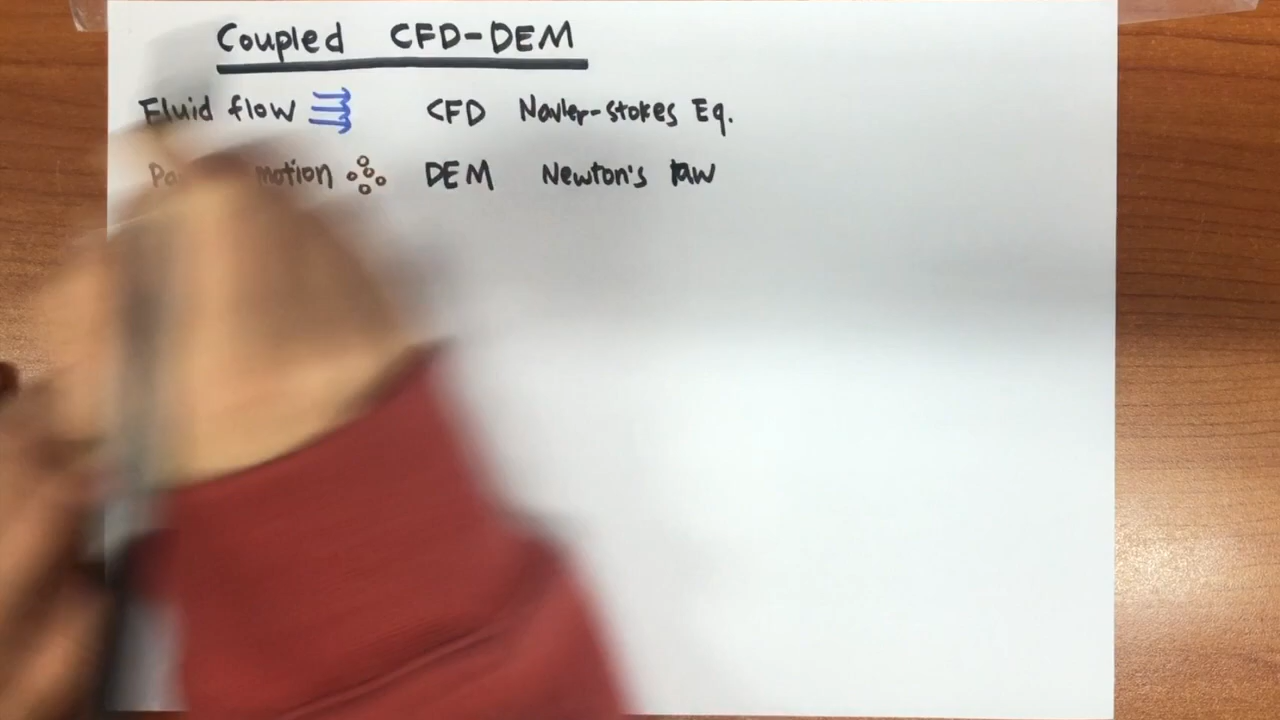 Coupled CFD-DEM
Fluid flow CFD Navier-stokes Eq.
motion DEM Newton's law